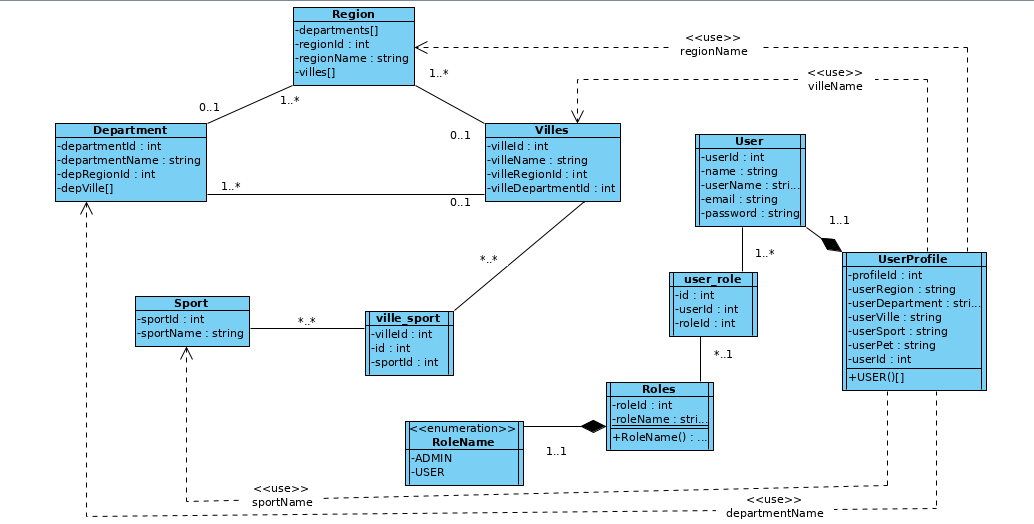 Region
-departments[]
-regionId : int
-regionName : string
-villes[]
<<use>>
regionName
<<use>>
villeName
1..*
0..1
1..*
0..1
Department
-departmentId : int
-departmentName : string
-depRegionId : int
-depVille[]
Villes
-villeId : int
-villeName : string
-villeRegionId : int
-villeDepartmentId : int
1..*
0..1
User
-userId : int
-name : string
-userName : stri...
-email : string
-password : string
1..1
1..*
*..*
UserProfile
-profileId : int
-userRegion : string
-userDepartment : stri...
-userVille : string
-userSport : string
-userPet : string
-userId : int
+USER()[]
user_role
-id : int
-userId : int
-roleId : int
*..1
Sport
-sportId : int
-sportName : string
*..*
ville_sport
-villeId : int
-id : int
-sportId : int
Roles
-roleId : int
-roleName : stri...
+RoleName() : ...
<<enumeration>>
RoleName
-ADMIN
-USER
1..1
<<use>>
sportName
<<use>>
departmentName